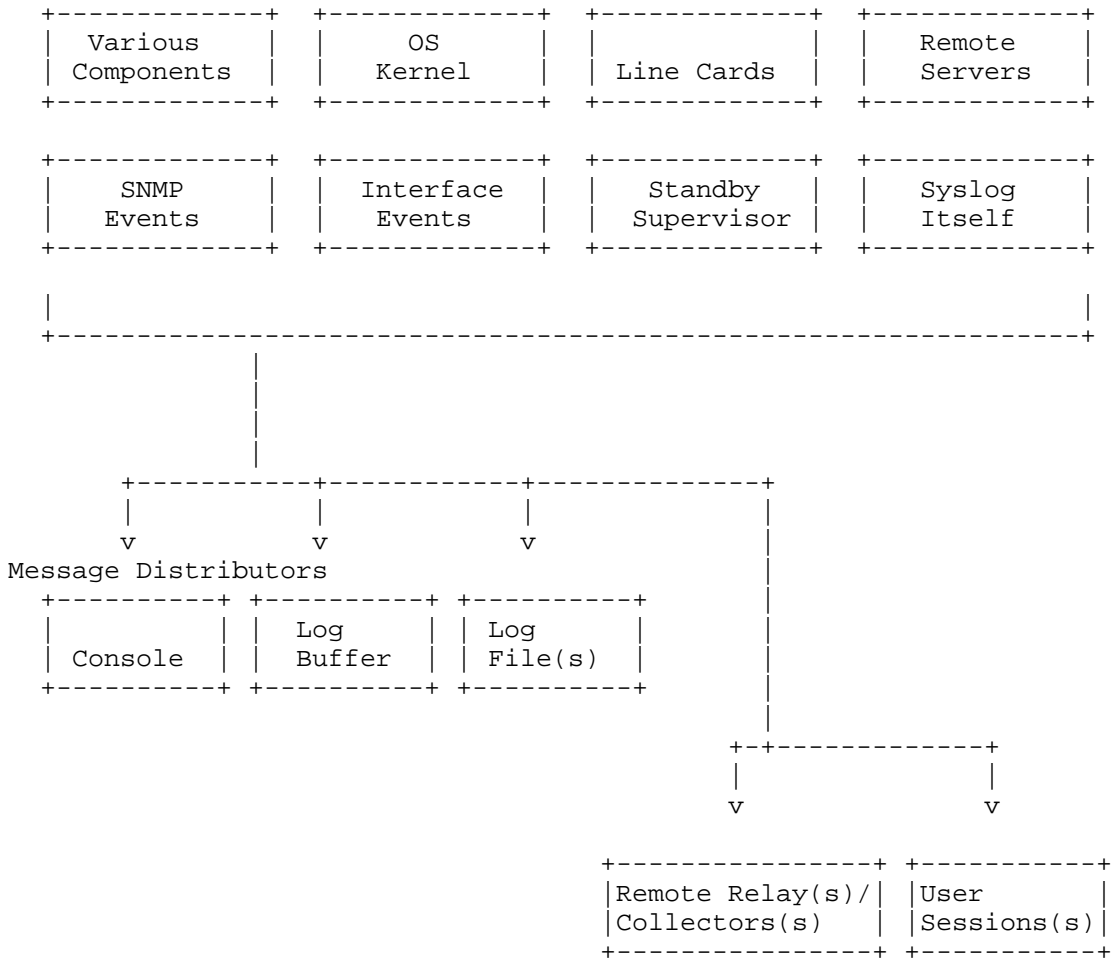 Various
Components
OS
Kernel
Line Cards
Remote
Servers
SNMP
Events
Interface
Events
Standby
Supervisor
Syslog
Itself
Message Distributors
Console
Log
Buffer
Log
File(s)
Remote Relay(s)/
Collectors(s)
User
Sessions(s)